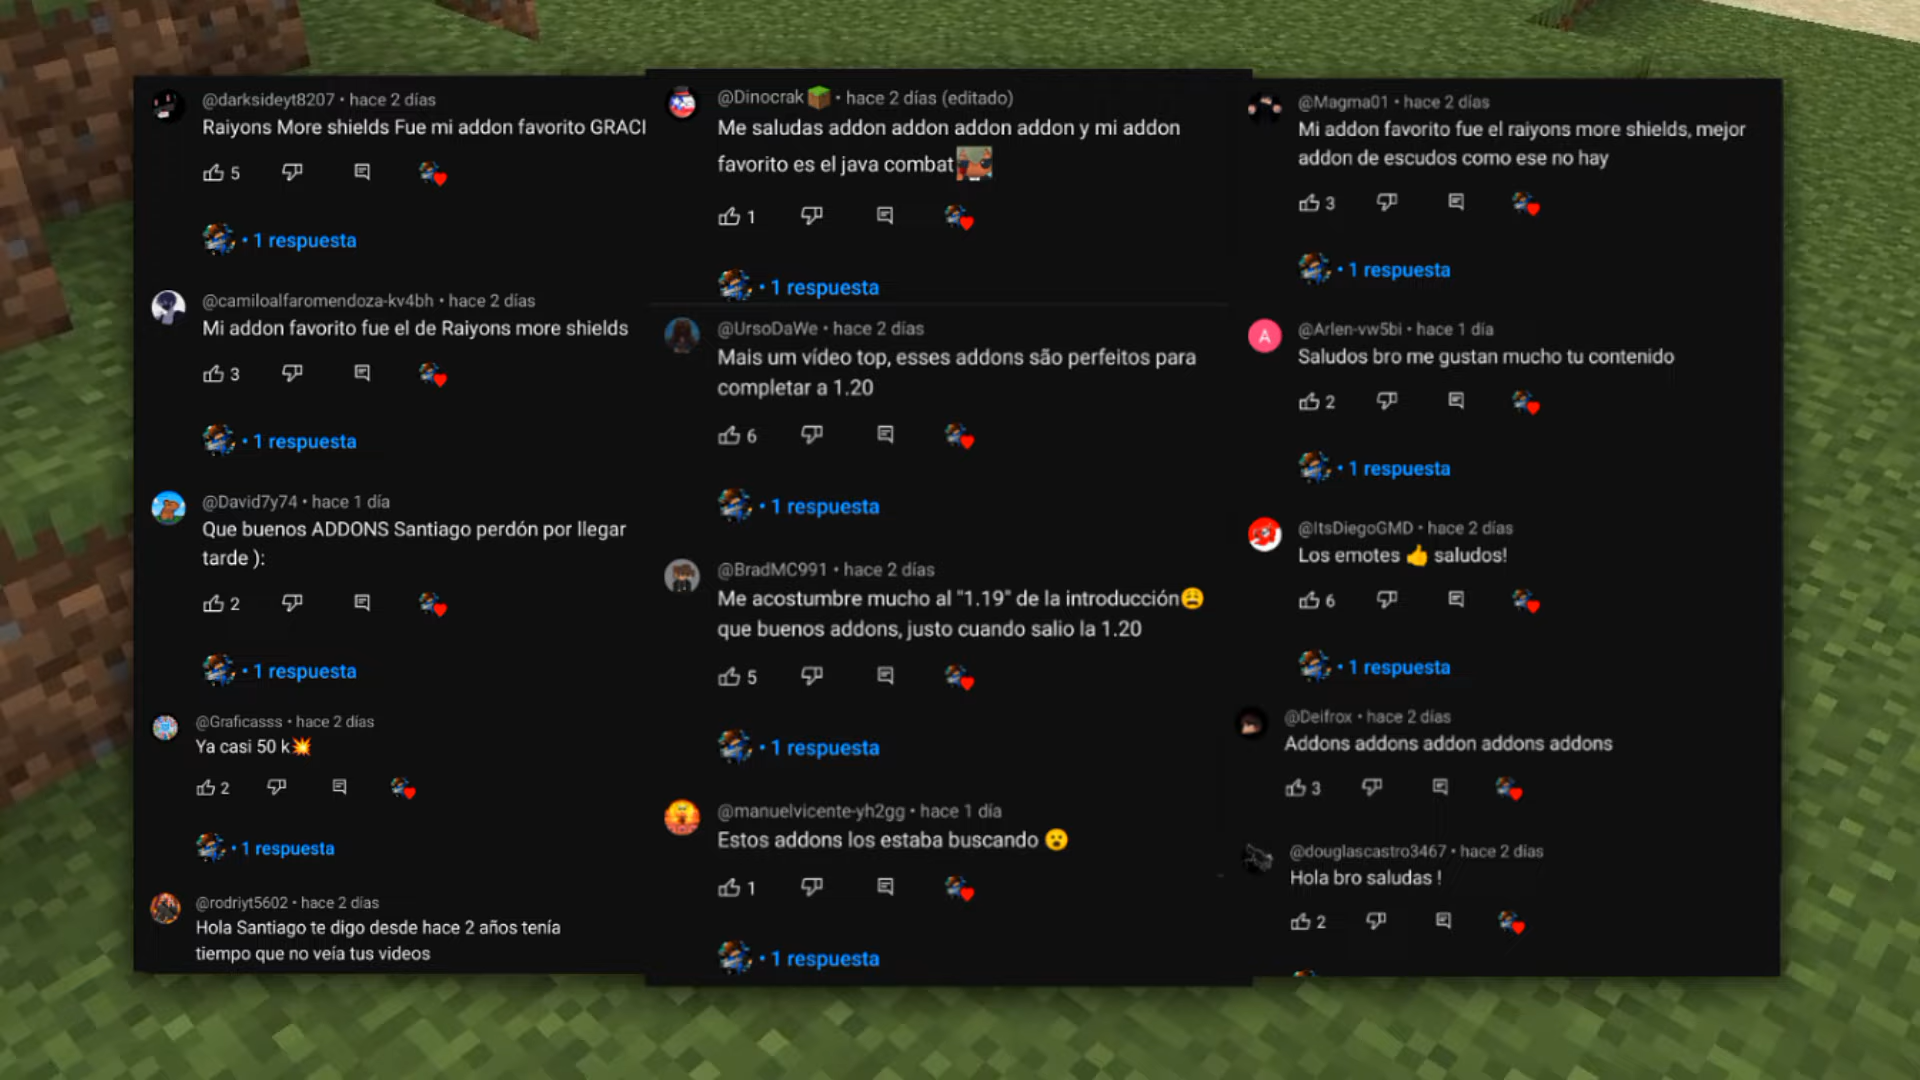 @darksideyt8207 • hace 2 días
Raiyons More shields Fue mi addon favorito GRACI
5
• 1 respuesta
@camiloalfaromendoza-kv4bh • hace 2 días
Mi addon favorito fue el de Raiyons more shields
3
• 1 respuesta
@David7y74 • hace 1 día
Que buenos ADDONS Santiago perdón por llegar
tarde ):
2
• 1 respuesta
@Graficasss • hace 2 días
Ya casi 50 k💥
2
• 1 respuesta
@rodriyt5602 • hace 2 días
Hola Santiago te digo desde hace 2 años tenía
tiempo que no veía tus videos
@Dinocrak • hace 2 días (editado)
Me saludas addon addon addon addon y mi addon
favorito es el java combat
1
• 1 respuesta
@UrsoDaWe • hace 2 días
Mais um vídeo top, esses addons são perfeitos para
completar a 1.20
6
• 1 respuesta
@BradMC991 • hace 2 días
Me acostumbre mucho al "1.19" de la introducción😩
que buenos addons, justo cuando salio la 1.20
5
• 1 respuesta
@manuelvicente-yh2gg • hace 1 día
Estos addons los estaba buscando 😮
1
• 1 respuesta
@Magma01 • hace 2 días
Mi addon favorito fue el raiyons more shields, mejor
addon de escudos como ese no hay
3
• 1 respuesta
A
@Arlen-vw5bi • hace 1 día
Saludos bro me gustan mucho tu contenido
2
• 1 respuesta
@ItsDiegoGMD • hace 2 días
Los emotes 👍 saludos!
6
• 1 respuesta
@Deifrox • hace 2 días
Addons addons addon addons addons
3
@douglascastro3467 • hace 2 días
Hola bro saludas !
2